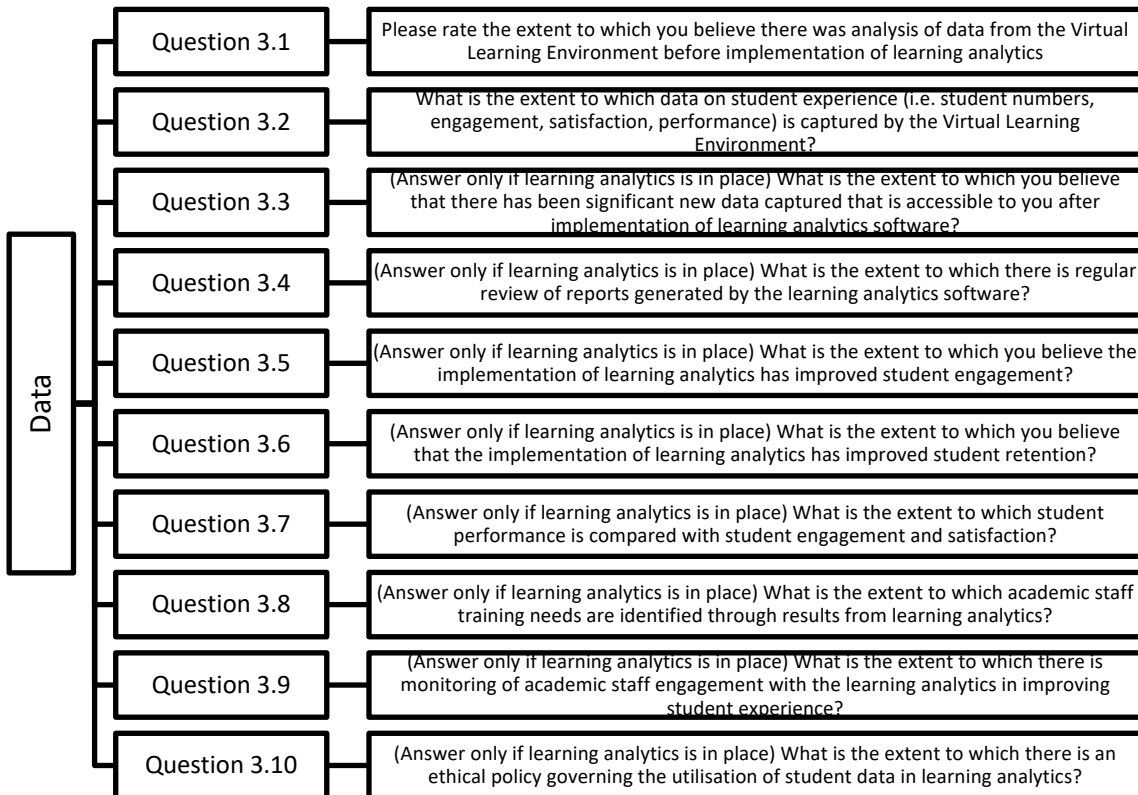 Data
Question 3.1
Please rate the extent to which you believe there was analysis of data from the Virtual
Learning Environment before implementation of learning analytics
Question 3.2
What is the extent to which data on student experience (i.e. student numbers,
engagement, satisfaction, performance) is captured by the Virtual Learning
Environment?
Question 3.3
(Answer only if learning analytics is in place) What is the extent to which you believe
that there has been significant new data captured that is accessible to you after
implementation of learning analytics software?
Question 3.4
(Answer only if learning analytics is in place) What is the extent to which there is regular
review of reports generated by the learning analytics software?
Question 3.5
(Answer only if learning analytics is in place) What is the extent to which you believe the
implementation of learning analytics has improved student engagement?
Question 3.6
(Answer only if learning analytics is in place) What is the extent to which you believe
that the implementation of learning analytics has improved student retention?
Question 3.7
(Answer only if learning analytics is in place) What is the extent to which student
performance is compared with student engagement and satisfaction?
Question 3.8
(Answer only if learning analytics is in place) What is the extent to which academic staff
training needs are identified through results from learning analytics?
Question 3.9
(Answer only if learning analytics is in place) What is the extent to which there is
monitoring of academic staff engagement with the learning analytics in improving
student experience?
Question 3.10
(Answer only if learning analytics is in place) What is the extent to which there is an
ethical policy governing the utilisation of student data in learning analytics?